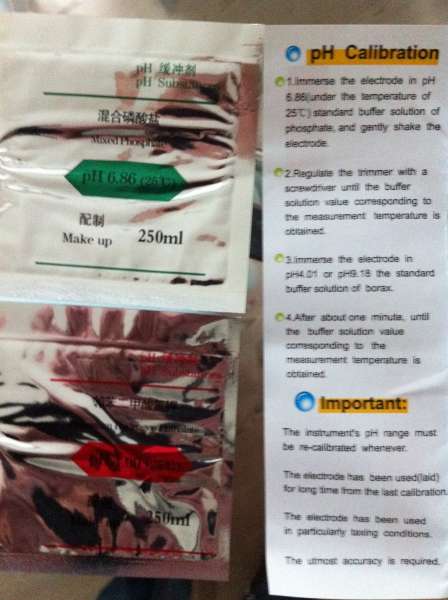 pH 缓冲剂
pH Substance
混合磷酸盐
Mixed Phosphate
pH 6.86 (25℃)
配制
Make up 250ml
250ml
pH Calibration
1.Immerse the electrode in pH
6.86(under the temperature of
25℃) standard buffer solution of
phosphate, and gently shake the
electrode.
2.Regulate the trimmer with a
screwdriver until the buffer
solution value corresponding to
the measurement temperature is
obtained.
3.Immerse the electrode in
pH4.01 or pH9.18 the standard
buffer solution of borax.
4.After about one minute, until
the buffer solution value
corresponding to the
measurement temperature is
obtained.
Important:
The instrument's pH range must
be re-calibrated whenever.
The electrode has been used(laid)
for long time from the last calibration
The electrode has been used
in particularly taxing conditions.
The utmost accuracy is required.